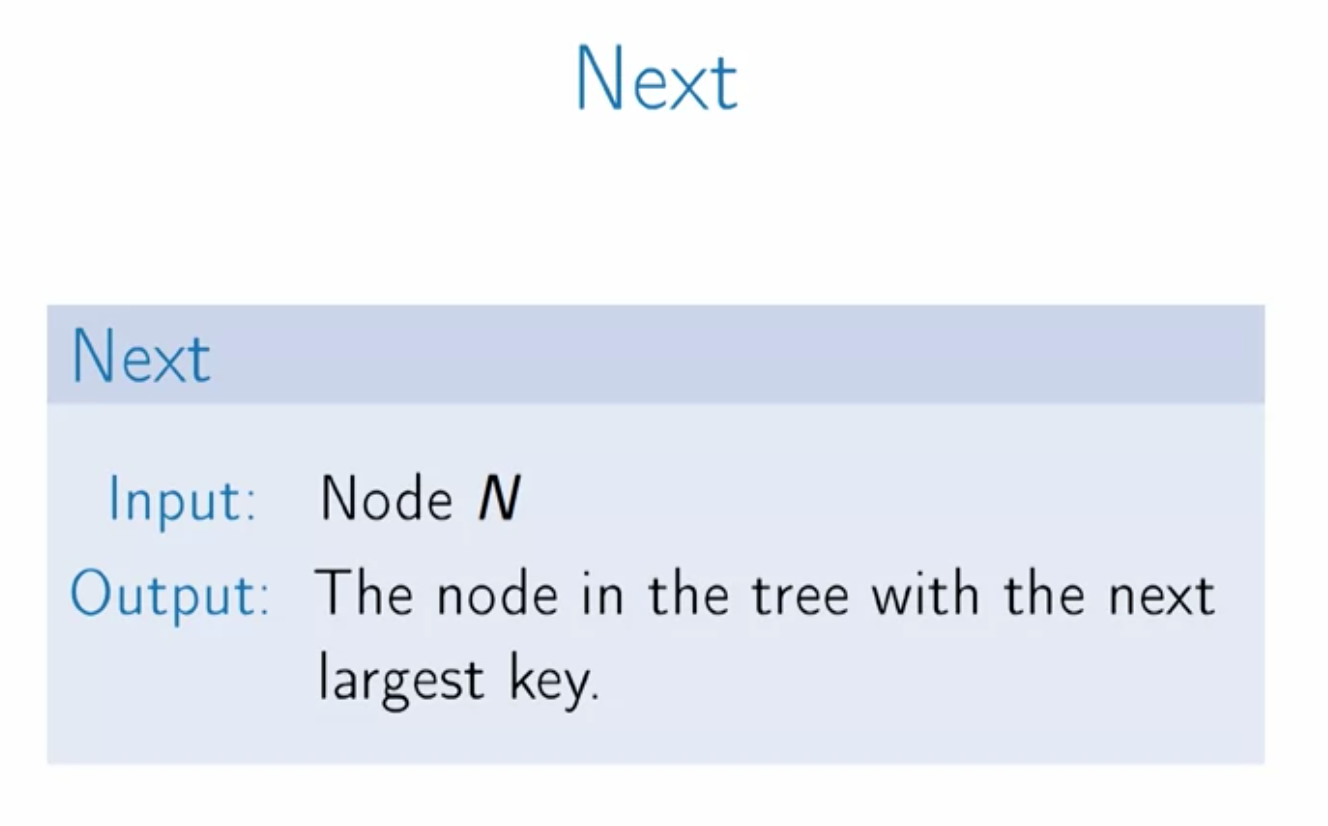 Next
Next
Input: Node N
Output: The node in the tree with the next
largest key.